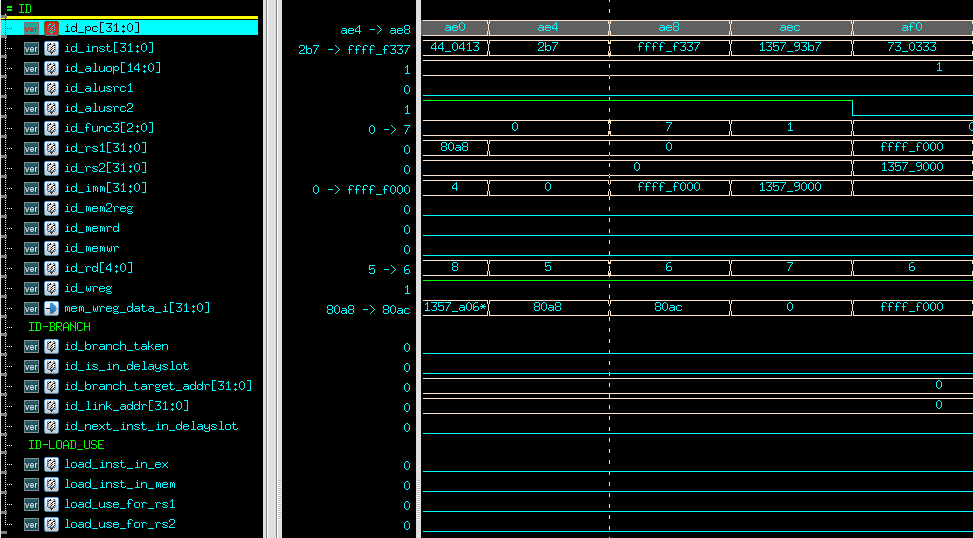 = ID
ver id_pc[31:0] ae4 -> ae8 ae0 ae4 ae8 aec af0
ver id_inst[31:0] 2b7 -> ffff_f337 44_0413 2b7 ffff_f337 1357_93b7 73_0333
ver id_aluop[14:0] 1 1
ver id_alusrc1 0
ver id_alusrc2 1
ver id_func3[2:0] 0 -> 7 0 7 1 0
ver id_rs1[31:0] 0 80a8 0 ffff_f000
ver id_rs2[31:0] 0 0 1357_9000
ver id_imm[31:0] 0 -> ffff_f000 4 0 ffff_f000 1357_9000
ver id_mem2reg 0
ver id_memrd 0
ver id_memwr 0
ver id_rd[4:0] 5 -> 6 8 5 6 7 6
ver id_wreg 1
ver mem_wreg_data_i[31:0] 80a8 -> 80ac 1357_a06* 80a8 80ac 0 ffff_f000
ID-BRANCH
ver id_branch_taken 0
ver id_is_in_delayslot 0
ver id_branch_target_addr[31:0] 0 0
ver id_link_addr[31:0] 0 0
ver id_next_inst_in_delayslot 0
ID-LOAD_USE
ver load_inst_in_ex 0
ver load_inst_in_mem 0
ver load_use_for_rs1 0
ver load_use_for_rs2 0